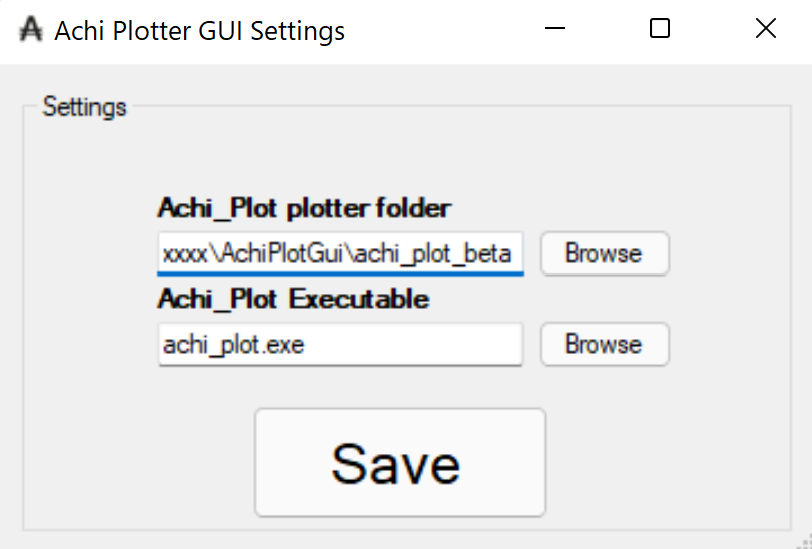 Achi Plotter GUI Settings
Settings
Achi_Plot plotter folder
xxxx\AchiPlotGui\achi_plot_beta Browse
Achi_Plot Executable
achi_plot.exe Browse
Save